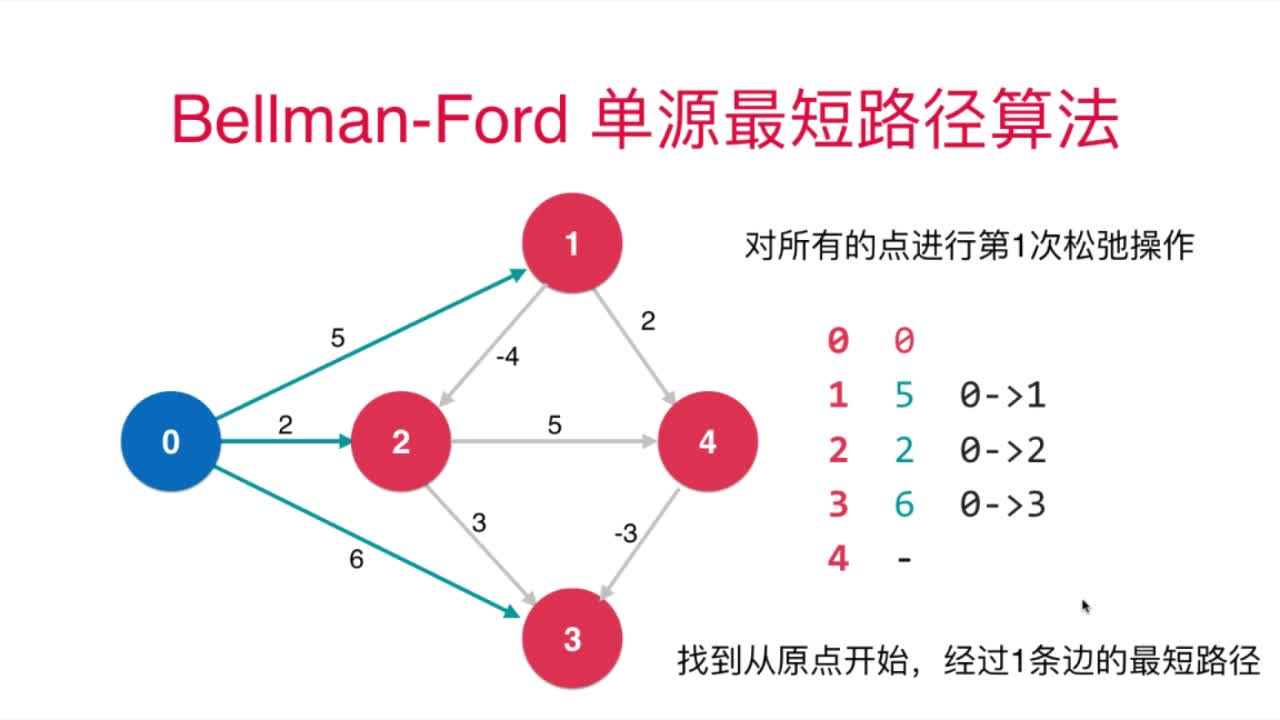 Bellman-Ford 单源最短路径算法
对所有的点进行第1次松弛操作
1
5
2
-4
0
2
2
5
4
3
-3
6
3
0 0
1 5 0->1
2 2 0->2
3 6 0->3
4 -
找到从原点开始，经过1条边的最短路径